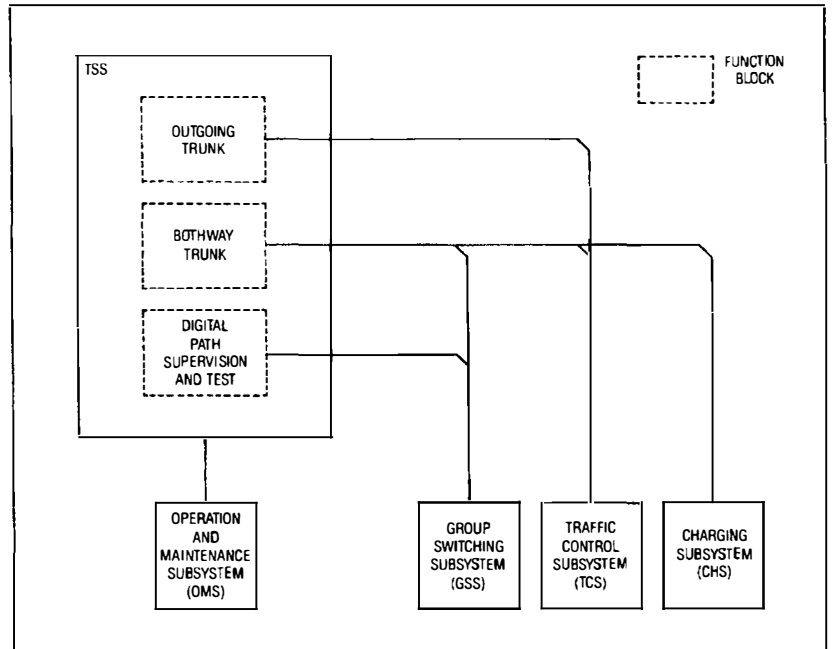 TSS
FUNCTION
BLOCK
OUTGOING
TRUNK
BOTHWAY
TRUNK
DIGITAL
PATH
SUPERVISION
AND TEST
OPERATION
AND
MAINTENANCE
SUBSYSTEM
(OMS)
GROUP
SWITCHING
SUBSYSTEM
(GSS)
TRAFFIC
CONTROL
SUBSYSTEM
(TCS)
CHARGING
SUBSYSTEM
(CHS)